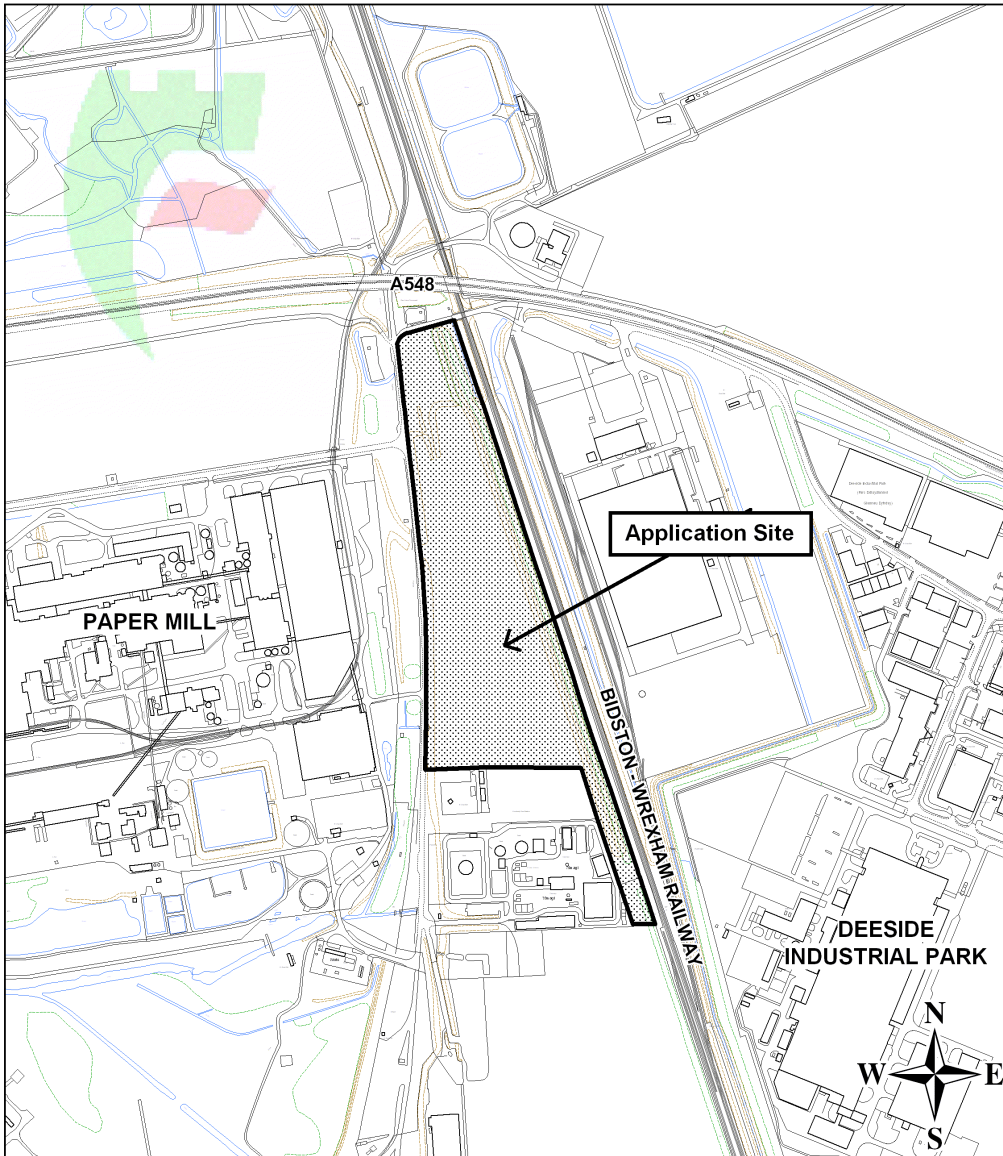 A548
Application Site
PAPER MILL
BIDSTON - WREXHAM RAILWAY
DEESIDE
INDUSTRIAL PARK
N
W
E
S